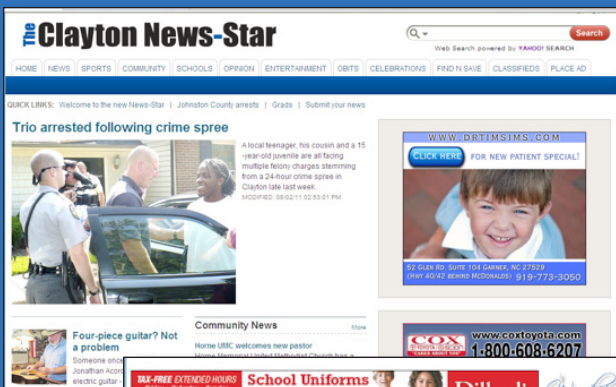 The Clayton News-Star
Search
Web Search powered by YAHOO! SEARCH
HOME NEWS SPORTS COMMUNITY SCHOOLS OPINION ENTERTAINMENT OBITS CELEBRATIONS FIND N SAVE CLASSIFIEDS PLACE AD
QUICK LINKS: Welcome to the new News-Star | Johnston County arrests | Grads | Submit your news
Trio arrested following crime spree
A local teenager, his cousin and a 15
-year-old juvenile are all facing
multiple felony charges stemming
from a 24-hour crime spree in
Clayton late last week.
MODIFIED: 08/02/11 02:53:01 PM
WWW.DRTIMSIMS.COM
CLICK HERE FOR NEW PATIENT SPECIAL!
52 GLEN RD. SUITE 104 GARNER, NC 27529
(HWY 40/42 BEHIND MCDONALDS) 919-773-3050
Four-piece guitar? Not
a problem
Someone once
Jonathan Acord
electric guitar -
Community News
More
Horne UMC welcomes new pastor
Horne Memorial United Methodist Church has a
COX
www.coxtoyota.com
1-800-608-6207
TAX-FREE EXTENDED HOURS
School Uniforms
Dillard's